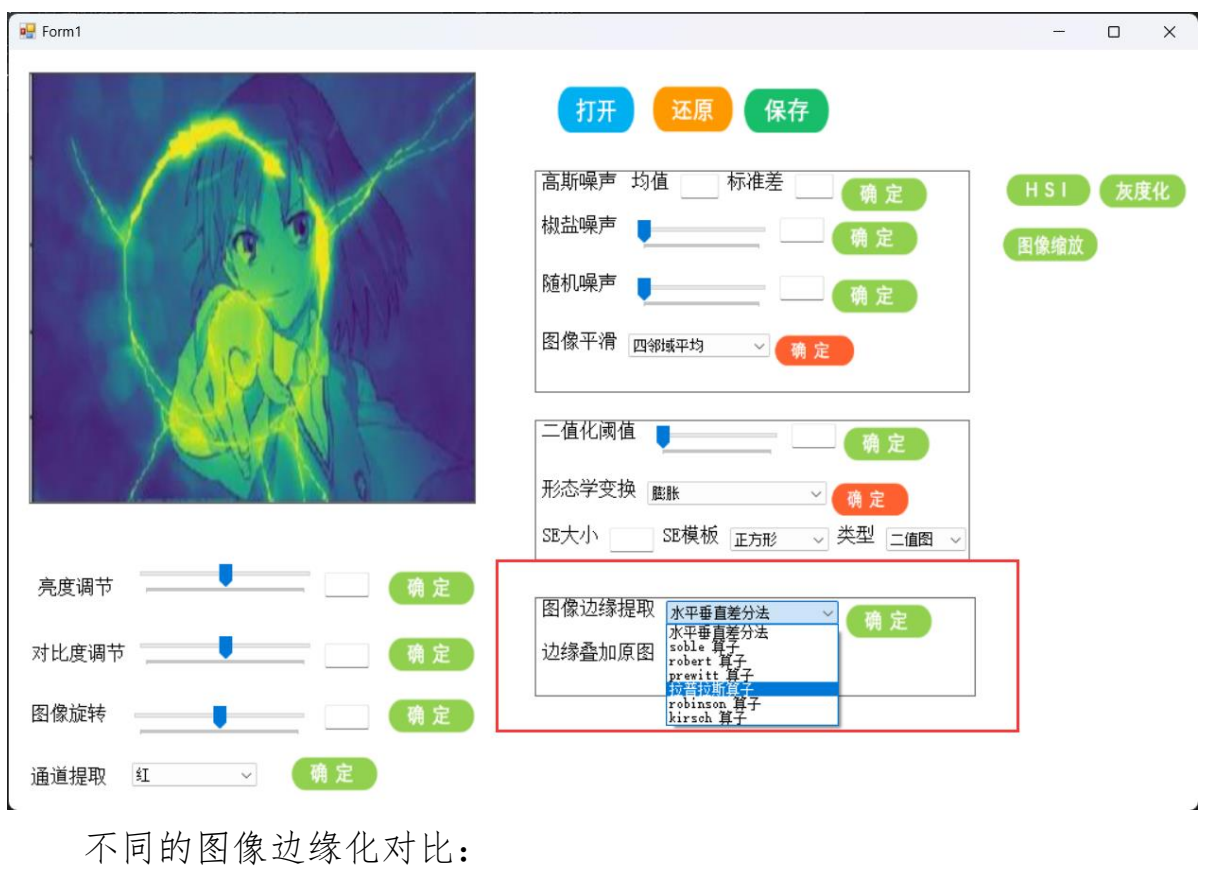 Form1
打开 还原 保存
高斯噪声 均值 标准差 确定
HSI 灰度化
椒盐噪声 确定
图像缩放
随机噪声 确定
图像平滑 四邻域平均 确定
二值化阈值 确定
形态学变换 膨胀 确定
SE大小 SE模板 正方形 类型 二值图
亮度调节 确定
对比度调节 确定
图像旋转 确定
通道提取 红 确定
图像边缘提取 水平垂直差分法 确定
边缘叠加原图
水平垂直差分法
soble 算子
robert 算子
prewitt 算子
拉普拉斯算子
robinson 算子
kirsch 算子
不同的图像边缘化对比：